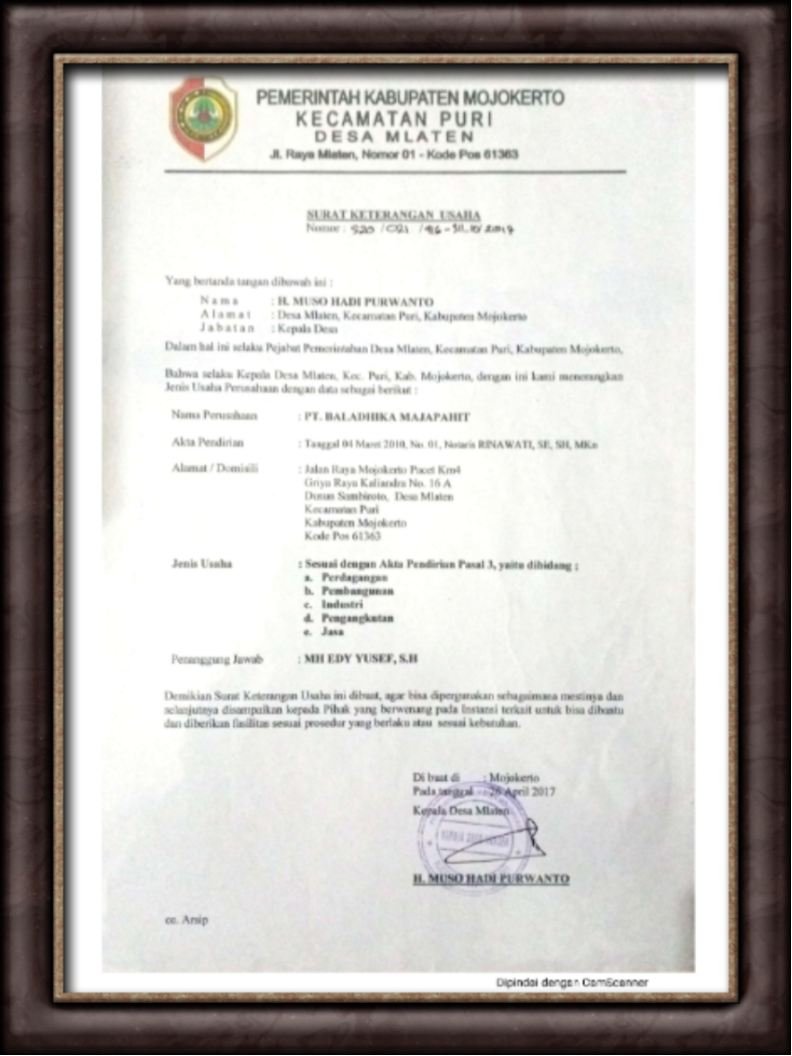 PEMERINTAH KABUPATEN MOJOKERTO
KECAMATAN PURI
DESA MLATEN
Jl. Raya Mlaten, Nomor 01 - Kode Pos 61363
SURAT KETERANGAN USAHA
Nomor : 520 / 021 /
Yang bertanda tangan dibawah ini :
Nama : H. MUSO HADI PURWANTO
Alamat : Desa Mlaten, Kecamatan Puri, Kabupaten Mojokerto
Jabatan : Kepala Desa
Dalam hal ini selaku Pejabat Pemerintahan Desa Mlaten, Kecamatan Puri, Kabupaten Mojokerto,
Bahwa selaku Kepala Desa Mlaten, Kec. Puri, Kab. Mojokerto, dengan ini kami menerangkan
Jenis Usaha Perusahaan dengan data sebagai berikut :
Nama Perusahaan : PT. BALADHIKA MAJAPAHIT
Akta Pendirian : Tanggal 04 Maret 2010, No. 01, Notaris RINAWATI, SE, SH, MKn
Alamat / Domisili : Jalan Raya Mojokerto Pacet Km4
Griya Raya Kaliandra No. 16 A
Dusun Sambiroto, Desa Mlaten
Kecamatan Puri
Kabupaten Mojokerto
Kode Pos 61363
Jenis Usaha : Sesuai dengan Akta Pendirian Pasal 3, yaitu dibidang ;
a. Perdagangan
b. Pembangunan
c. Industri
d. Pengangkutan
e. Jasa
Penanggung Jawab : MH EDY YUSEF, S.H
Demikian Surat Keterangan Usaha ini dibuat, agar bisa dipergunakan sebagaimana mestinya dan
selanjutnya disampaikan kepada Pihak yang berwenang pada Instansi terkait untuk bisa dibantu
dan diberikan fasilitas sesuai prosedur yang berlaku atau sesuai kebutuhan.
Di buat di : Mojokerto
Pada tanggal : 26 April 2017
Kepala Desa Mlaten
H. MUSO HADI PURWANTO
cc. Arsip
Dipindai dengan CamScanner